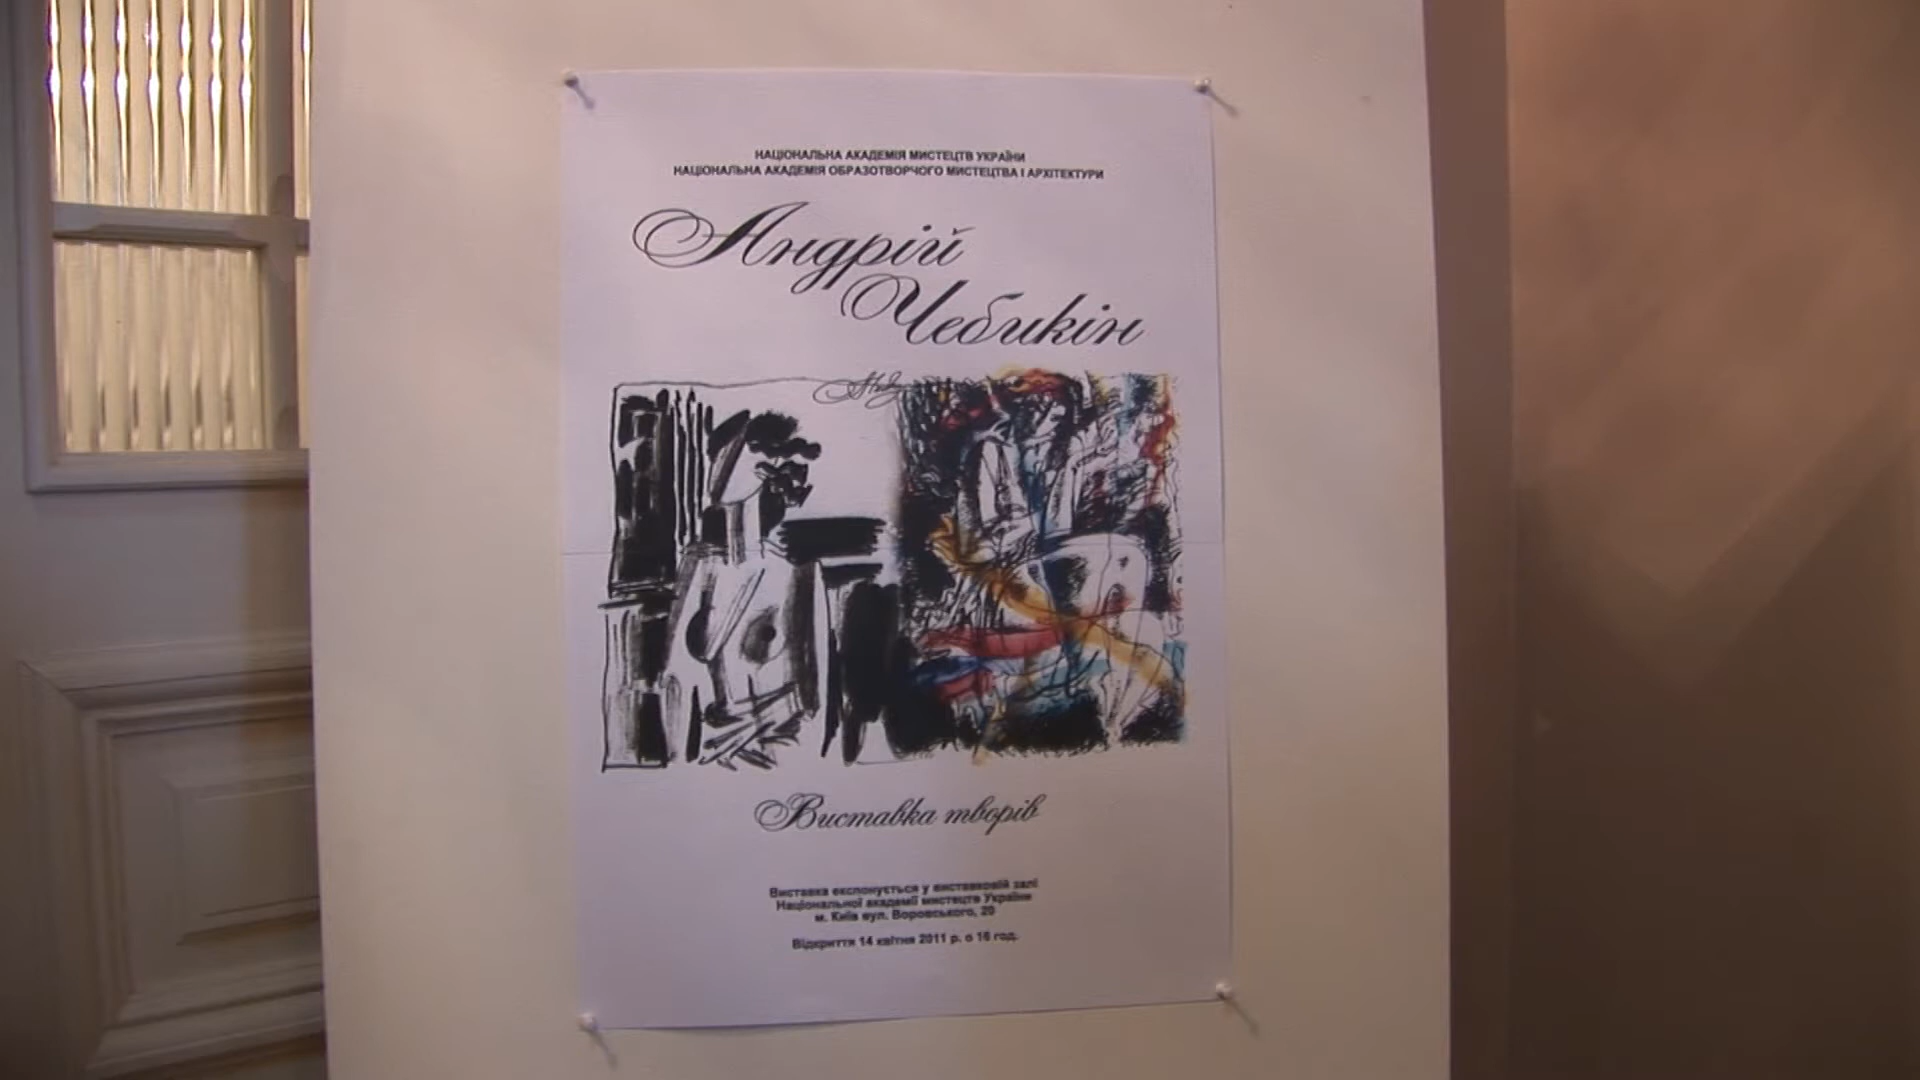 НАЦІОНАЛЬНА АКАДЕМІЯ МИСТЕЦТВ УКРАЇНИ
НАЦІОНАЛЬНА АКАДЕМІЯ ОБРАЗОТВОРЧОГО МИСТЕЦТВА І АРХІТЕКТУРИ
Андрій
Чебикін
Виставка творів
Виставка експонується у виставковій залі
Національної академії мистецтв України
м. Київ вул. Воровського, 20
Відкриття 14 квітня 2011 р. о 16 год.